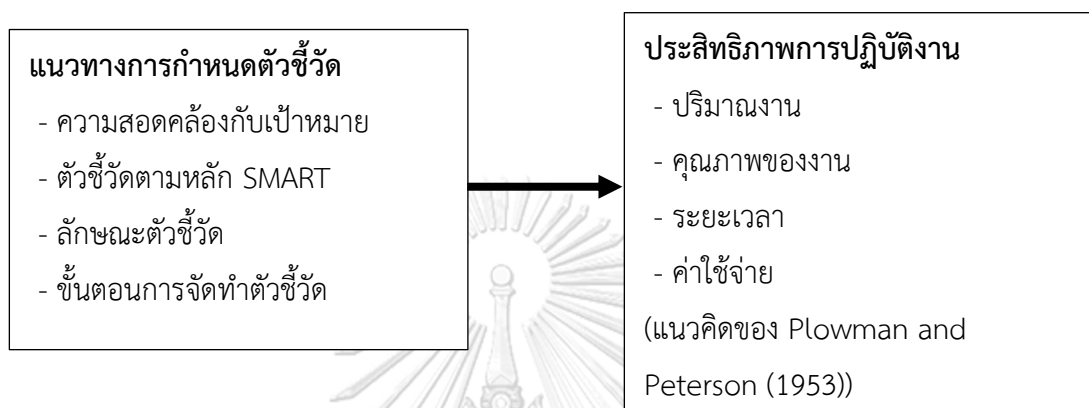 แนวทางการกำหนดตัวชี้วัด
- ความสอดคล้องกับเป้าหมาย
- ตัวชี้วัดตามหลัก SMART
- ลักษณะตัวชี้วัด
- ขั้นตอนการจัดทำตัวชี้วัด
ประสิทธิภาพการปฏิบัติงาน
- ปริมาณงาน
- คุณภาพของงาน
- ระยะเวลา
- ค่าใช้จ่าย
(แนวคิดของ Plowman and
Peterson (1953))